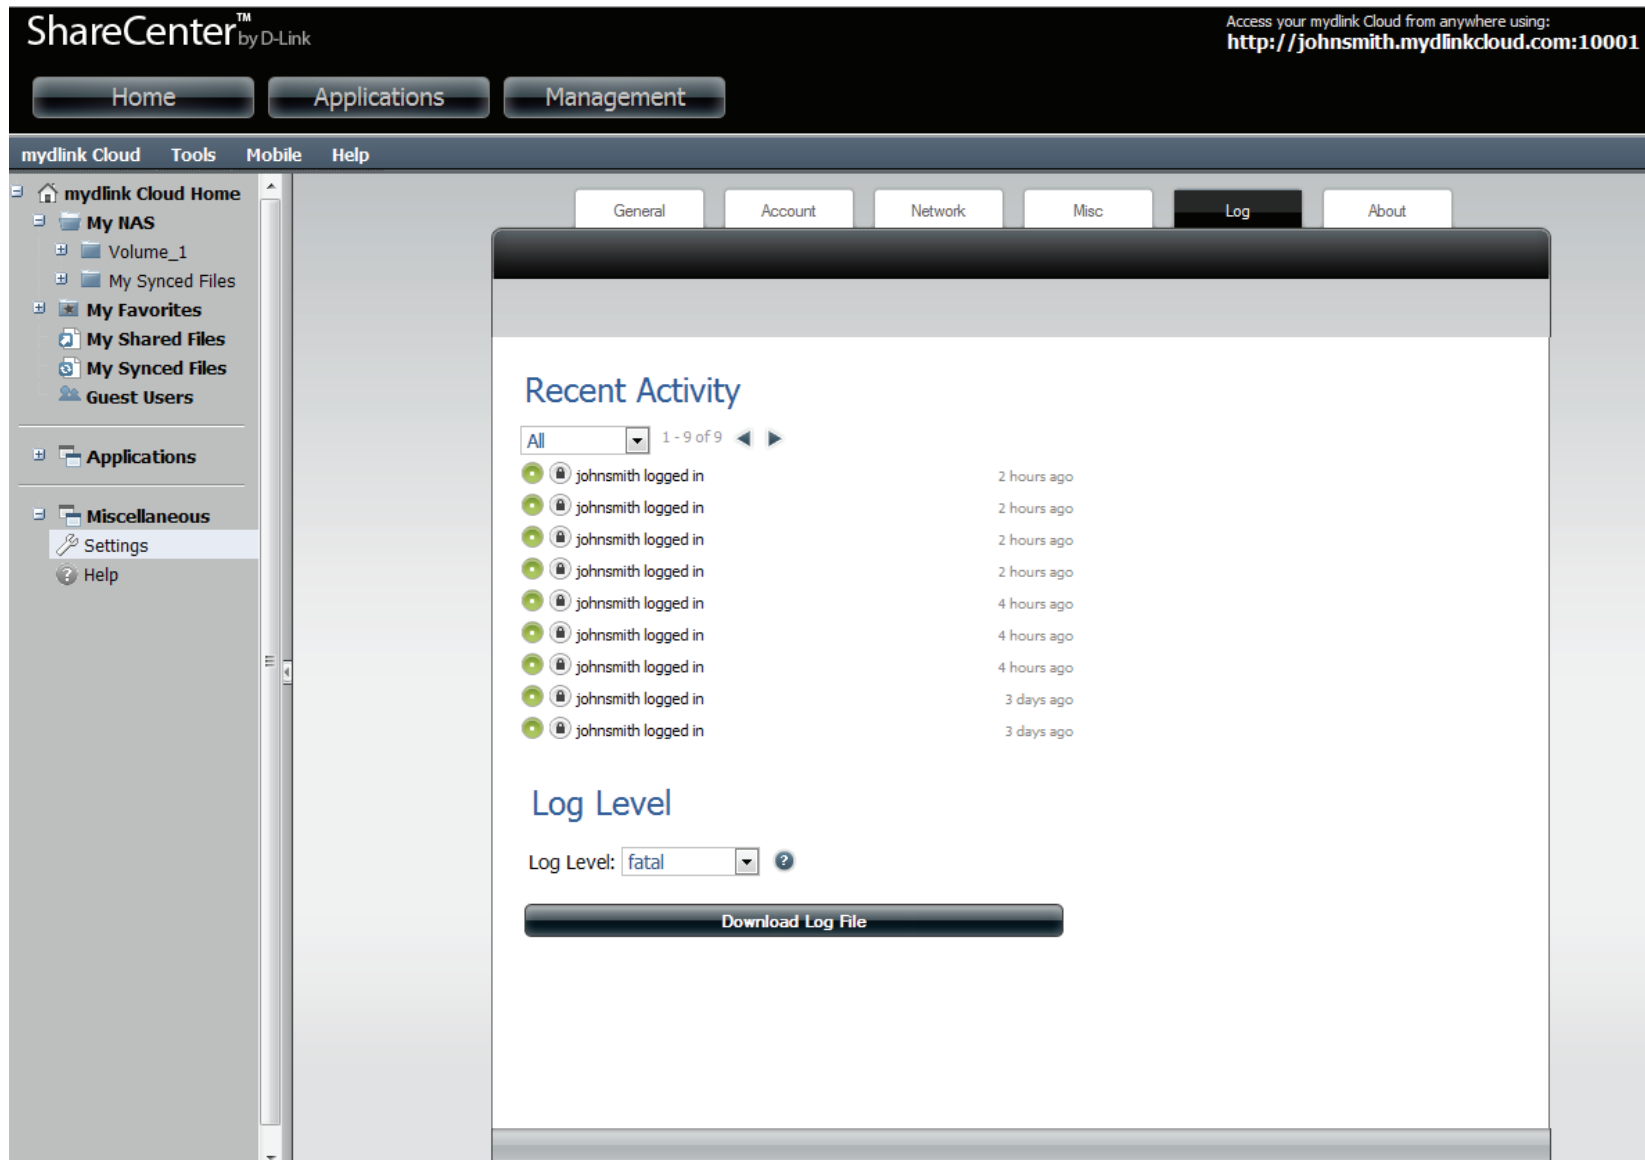 ShareCenter™ by D-Link
Access your mydlink Cloud from anywhere using:
http://johnsmith.mydlinkcloud.com:10001
Home Applications Management
mydlink Cloud Tools Mobile Help
mydlink Cloud Home
My NAS
Volume_1
My Synced Files
My Favorites
My Shared Files
My Synced Files
Guest Users
Applications
Miscellaneous
Settings
Help
General Account Network Misc Log About
Recent Activity
All 1 - 9 of 9
johnsmith logged in 2 hours ago
johnsmith logged in 2 hours ago
johnsmith logged in 2 hours ago
johnsmith logged in 2 hours ago
johnsmith logged in 4 hours ago
johnsmith logged in 4 hours ago
johnsmith logged in 4 hours ago
johnsmith logged in 3 days ago
johnsmith logged in 3 days ago
Log Level
Log Level: fatal ?
Download Log File